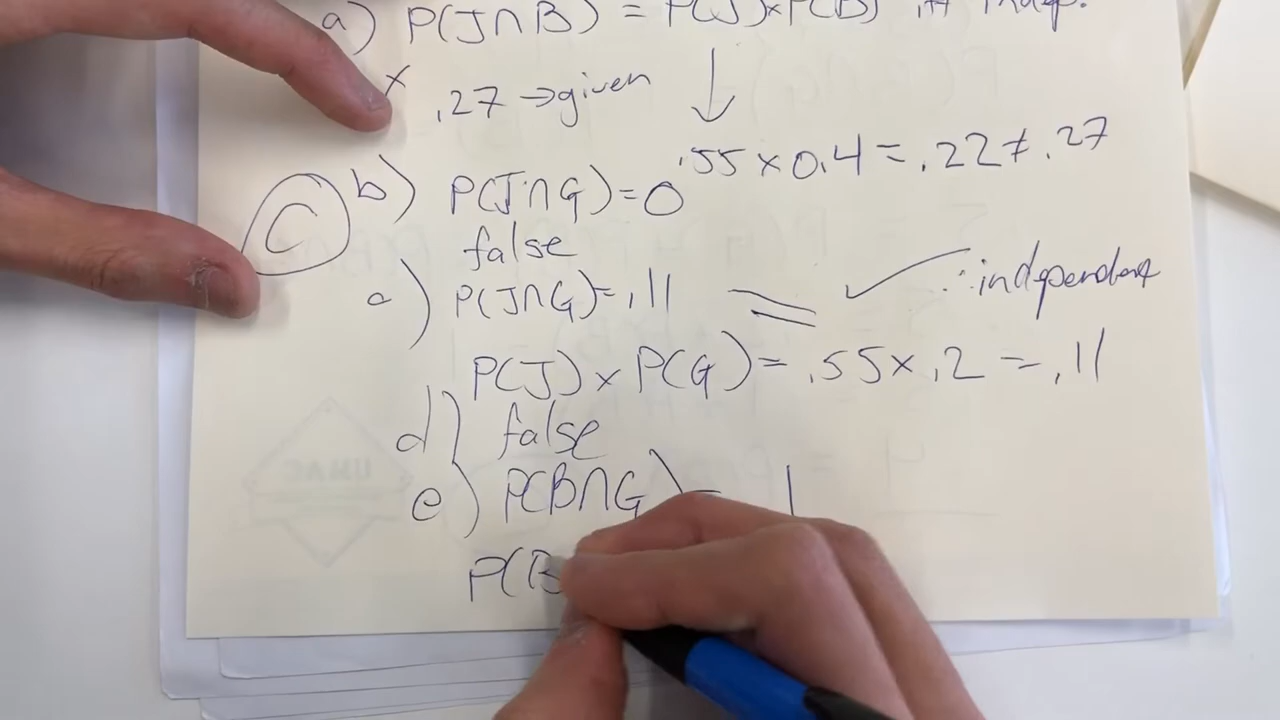 a) P(J∩B) = P(J)×P(B) iff indep.
× .27 → given ↓
.55 × 0.4 = .22 ≠ .27
C b) P(J∩G) = 0
false
c) P(J∩G) = .11 = ✓ ∴ independent
P(J) × P(G) = .55 × .2 = .11
d) false
e) P(B∩G) =
P(B